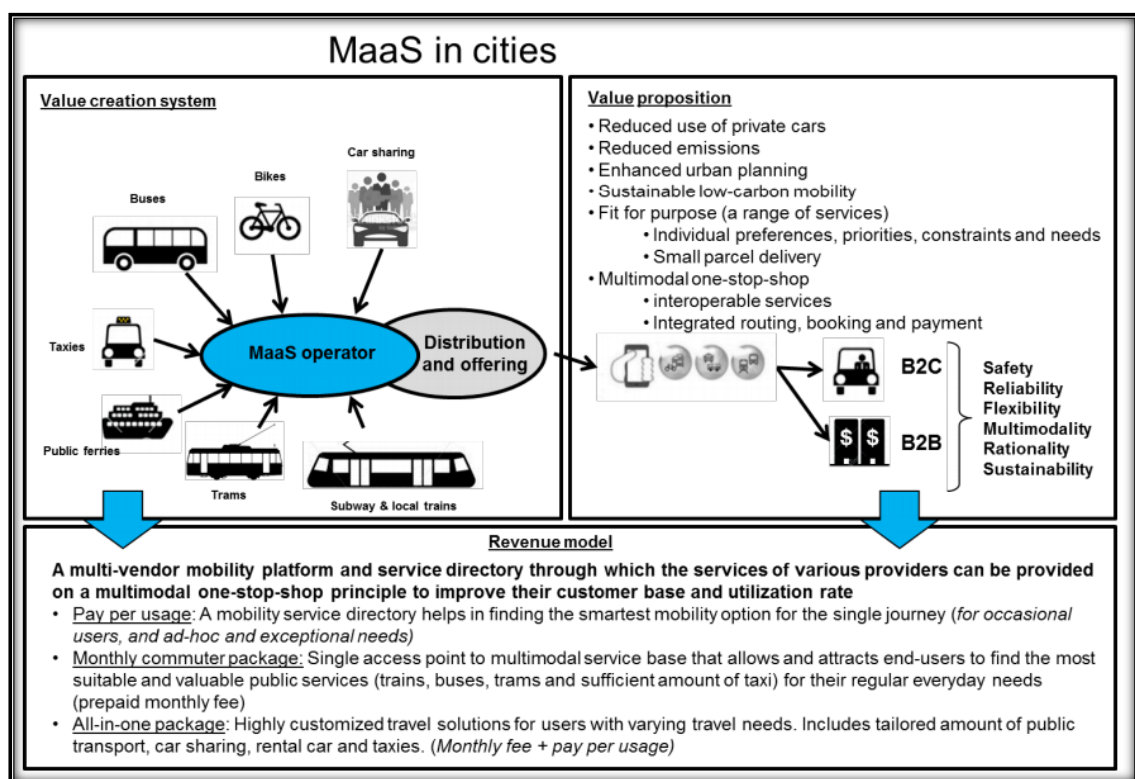 MaaS in cities
Value creation system
Car sharing
Bikes
Buses
Taxies
MaaS operator
Distribution
and offering
Public ferries
Trams
Subway & local trains
Value proposition
• Reduced use of private cars
• Reduced emissions
• Enhanced urban planning
• Sustainable low-carbon mobility
• Fit for purpose (a range of services)
• Individual preferences, priorities, constraints and needs
• Small parcel delivery
• Multimodal one-stop-shop
• interoperable services
• Integrated routing, booking and payment
B2C
$ $
B2B
Safety
Reliability
Flexibility
Multimodality
Rationality
Sustainability
Revenue model
A multi-vendor mobility platform and service directory through which the services of various providers can be provided
on a multimodal one-stop-shop principle to improve their customer base and utilization rate
• Pay per usage: A mobility service directory helps in finding the smartest mobility option for the single journey (for occasional
users, and ad-hoc and exceptional needs)
• Monthly commuter package: Single access point to multimodal service base that allows and attracts end-users to find the most
suitable and valuable public services (trains, buses, trams and sufficient amount of taxi) for their regular everyday needs
(prepaid monthly fee)
• All-in-one package: Highly customized travel solutions for users with varying travel needs. Includes tailored amount of public
transport, car sharing, rental car and taxies. (Monthly fee + pay per usage)